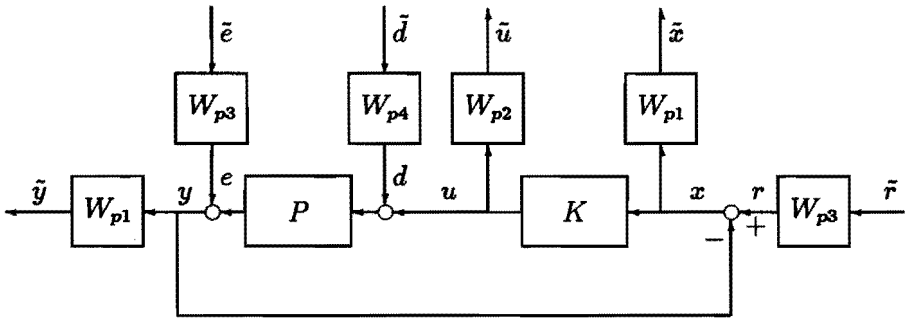 ẽ d̃ ũ x̃
W_{p3} W_{p4} W_{p2} W_{p1}
ỹ y e d u x r r̃
W_{p1} P K W_{p3}
− +